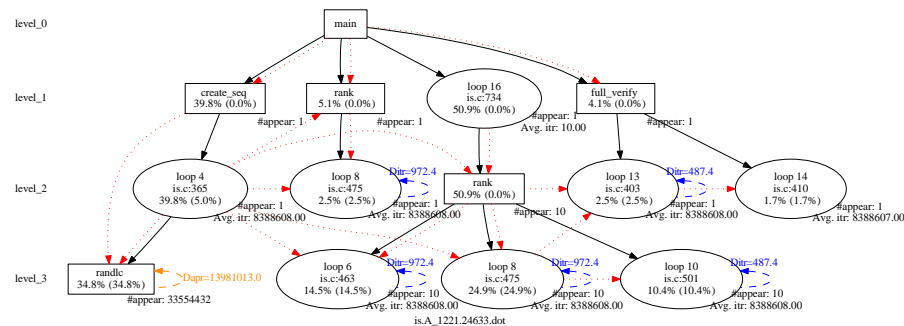 level_0
main
level_1
create_seq
39.8% (0.0%)
#appear: 1
rank
5.1% (0.0%)
#appear: 1
loop 16
is.c:734
50.9% (0.0%)
#appear: 1
Avg. itr: 10.00
full_verify
4.1% (0.0%)
#appear: 1
level_2
loop 4
is.c:365
39.8% (5.0%)
#appear: 1
Avg. itr: 8388608.00
loop 8
is.c:475
2.5% (2.5%)
Ditr=972.4
#appear: 1
Avg. itr: 8388608.00
rank
50.9% (0.0%)
#appear: 10
loop 13
is.c:403
2.5% (2.5%)
Ditr=487.4
#appear: 1
Avg. itr: 8388608.00
loop 14
is.c:410
1.7% (1.7%)
#appear: 1
Avg. itr: 8388607.00
level_3
randlc
34.8% (34.8%)
Dapr=13981013.0
#appear: 33554432
loop 6
is.c:463
14.5% (14.5%)
Ditr=972.4
#appear: 10
Avg. itr: 8388608.00
loop 8
is.c:475
24.9% (24.9%)
Ditr=972.4
#appear: 10
Avg. itr: 8388608.00
loop 10
is.c:501
10.4% (10.4%)
Ditr=487.4
#appear: 10
Avg. itr: 8388608.00
is.A_1221.24633.dot